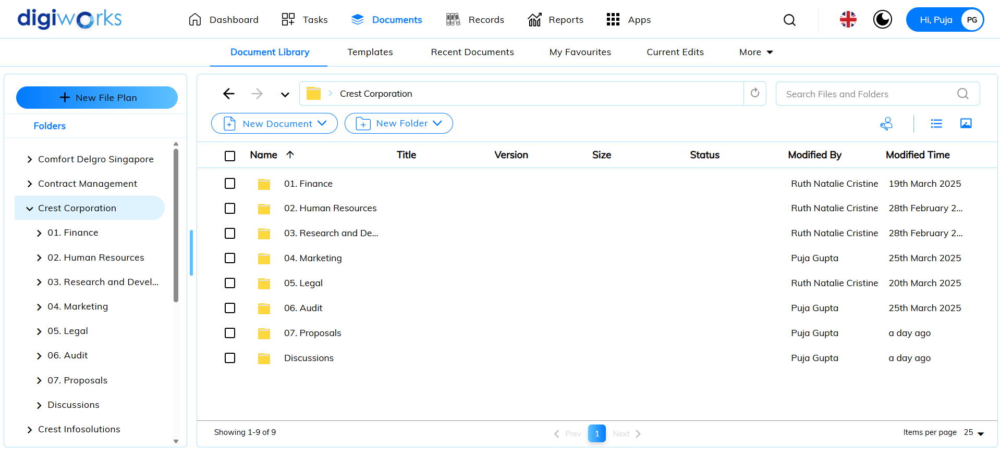 digiworks
Dashboard Tasks Documents Records Reports Apps Hi, Puja PG
Document Library Templates Recent Documents My Favourites Current Edits More
New File Plan
Folders
Comfort Delgro Singapore
Contract Management
Crest Corporation
01. Finance
02. Human Resources
03. Research and Devel...
04. Marketing
05. Legal
06. Audit
07. Proposals
Discussions
Crest Infosolutions
Crest Corporation Search Files and Folders
New Document New Folder
Name Title Version Size Status Modified By Modified Time
01. Finance Ruth Natalie Cristine 19th March 2025
02. Human Resources Ruth Natalie Cristine 28th February 2...
03. Research and De... Ruth Natalie Cristine 28th February 2...
04. Marketing Puja Gupta 25th March 2025
05. Legal Ruth Natalie Cristine 20th March 2025
06. Audit Puja Gupta 25th March 2025
07. Proposals Puja Gupta a day ago
Discussions Puja Gupta a day ago
Showing 1-9 of 9 Prev 1 Next Items per page 25